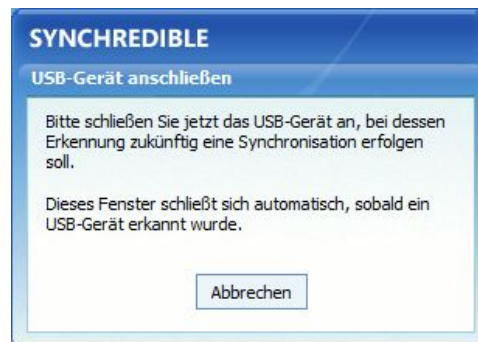 SYNCHREDIBLE
USB-Gerät anschließen
Bitte schließen Sie jetzt das USB-Gerät an, bei dessen
Erkennung zukünftig eine Synchronisation erfolgen
soll.
Dieses Fenster schließt sich automatisch, sobald ein
USB-Gerät erkannt wurde.
Abbrechen